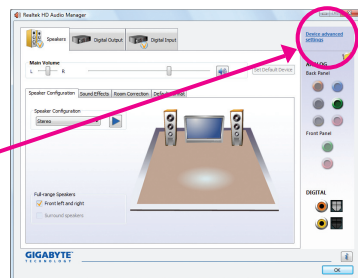 Realtek HD Audio Manager
Speakers
Digital Output
Digital Input
Device advanced
settings
Main Volume
L
R
Set Default Device
ANALOG
Back Panel
Speaker Configuration
Sound Effects
Room Correction
Default Format
Speaker Configuration
Stereo
Front Panel
Full-range Speakers
Front left and right
Surround speakers
DIGITAL
GIGABYTE
TECHNOLOGY
OK